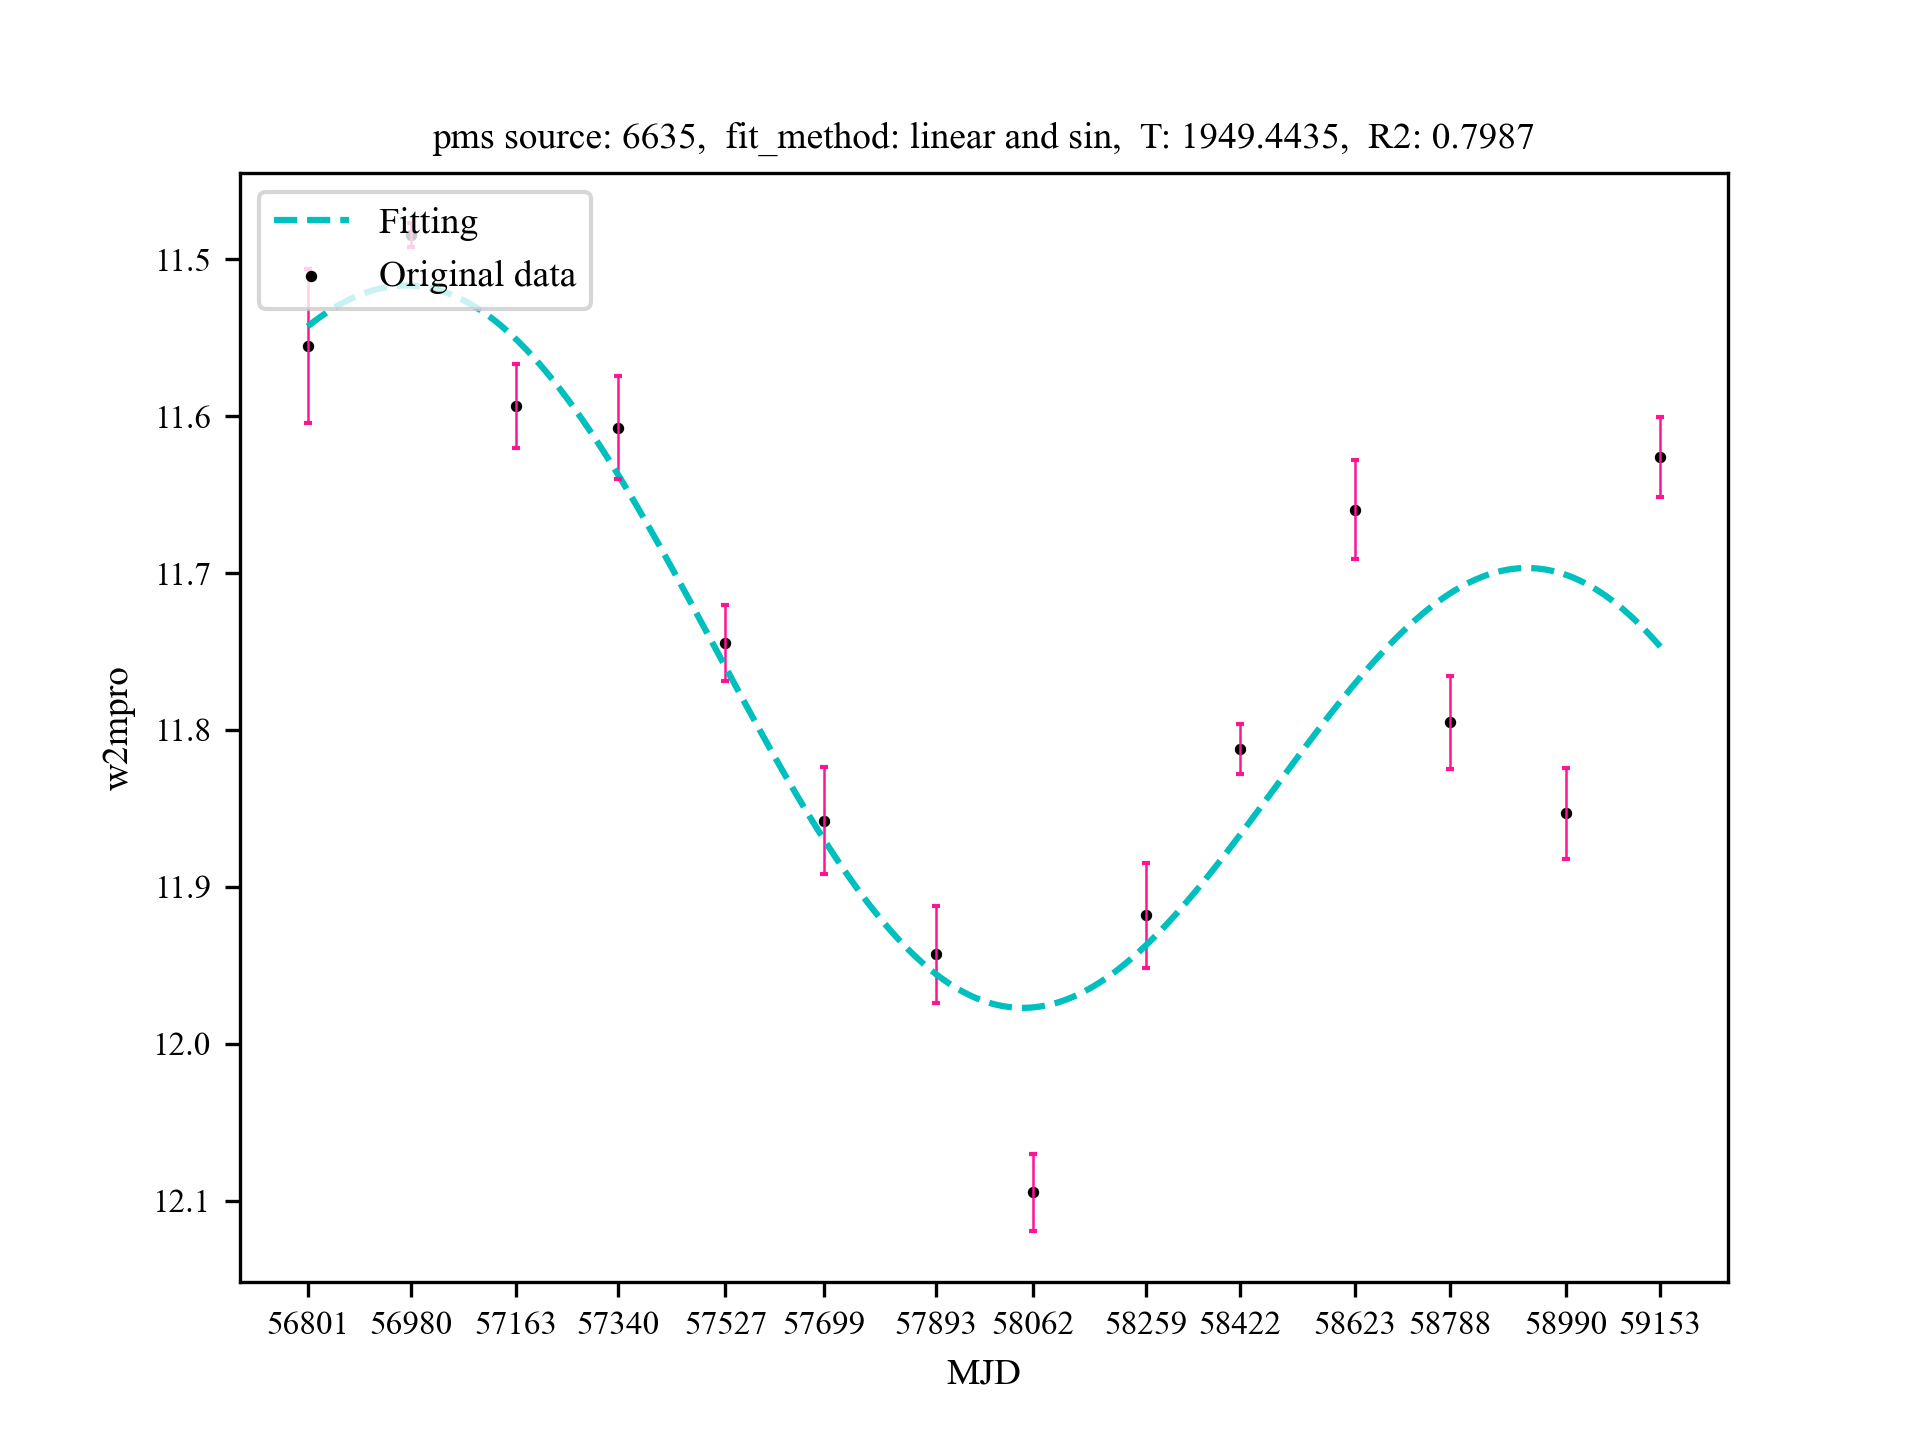 pms source: 6635, fit_method: linear and sin, T: 1949.4435, R2: 0.7987
Fitting
Original data
11.5
11.6
11.7
11.8
11.9
12.0
12.1
w2mpro
56801 56980 57163 57340 57527 57699 57893 58062 58259 58422 58623 58788 58990 59153
MJD